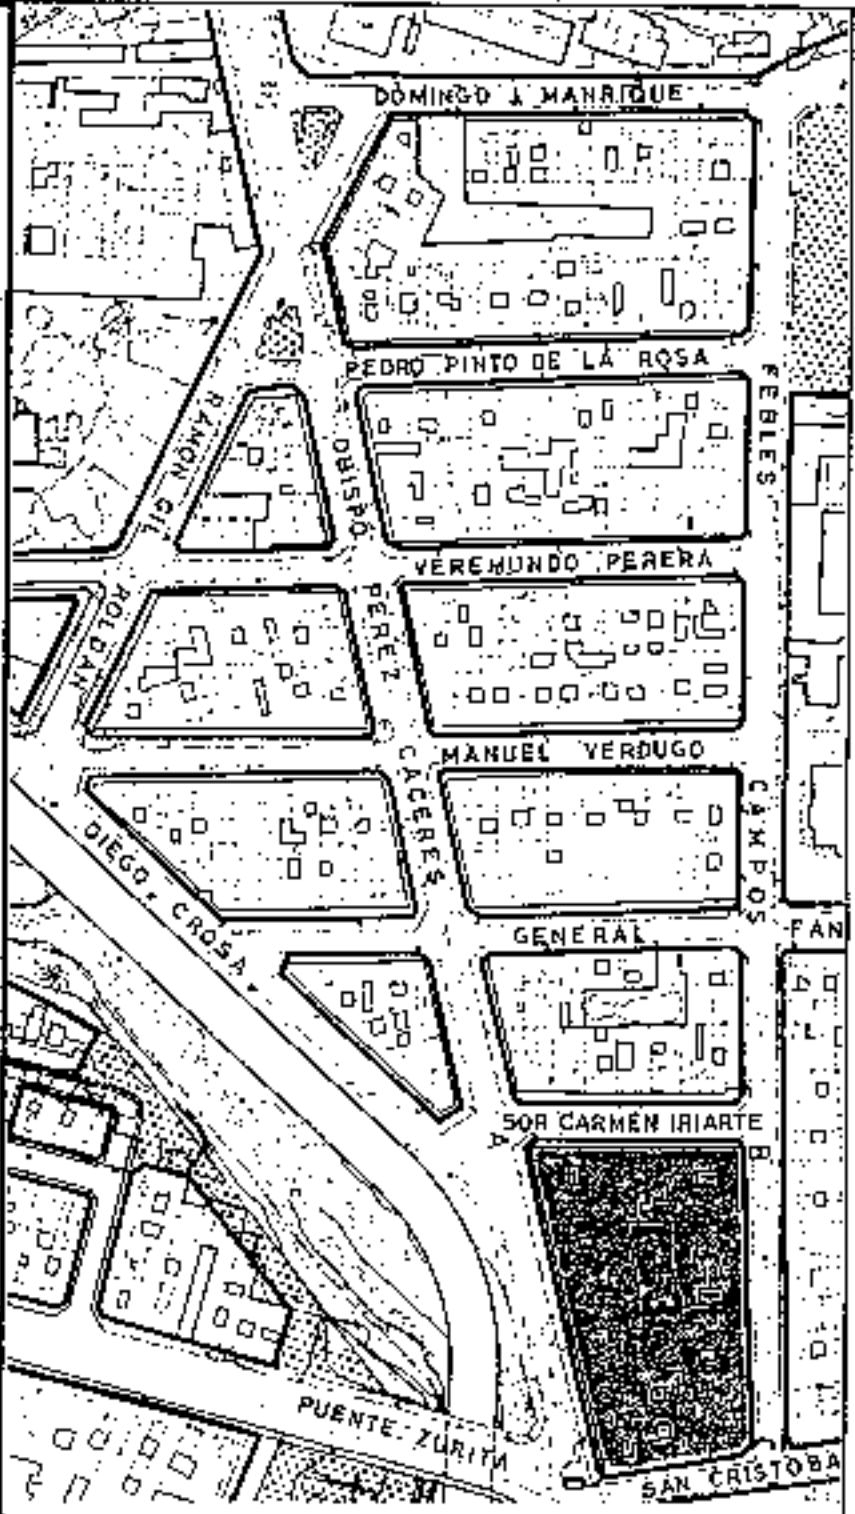 DOMINGO J MANRIQUE
PEDRO PINTO DE LA ROSA
FEBLES
RAMON GIL
OBISPO
VEREMUNDO PERERA
ROLDAN
PEREZ
MANUEL VERDUGO
CACERES
CAMPOS
DIEGO CROSA
GENERAL
FAN
SOR CARMEN IRIARTE
PUENTE ZURITA
SAN CRISTOBA